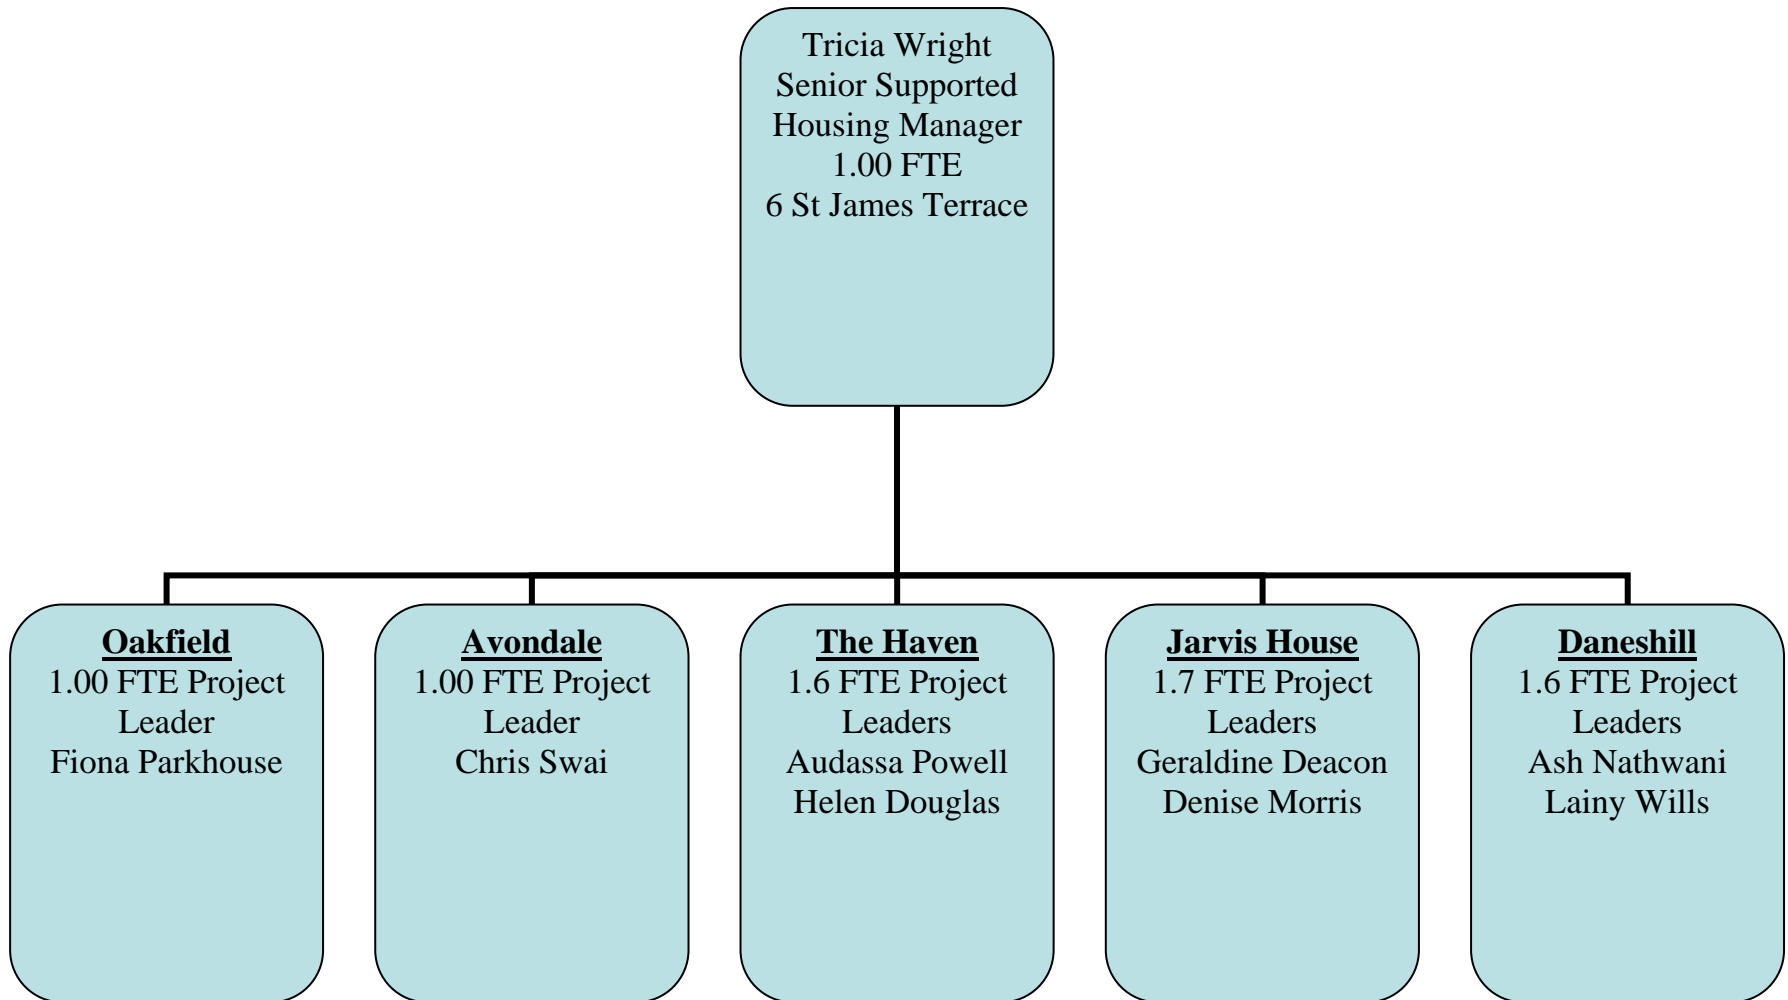 Tricia Wright
Senior Supported
Housing Manager
1.00 FTE
6 St James Terrace
Oakfield
1.00 FTE Project
Leader
Fiona Parkhouse
Avondale
1.00 FTE Project
Leader
Chris Swai
The Haven
1.6 FTE Project
Leaders
Audassa Powell
Helen Douglas
Jarvis House
1.7 FTE Project
Leaders
Geraldine Deacon
Denise Morris
Daneshill
1.6 FTE Project
Leaders
Ash Nathwani
Lainy Wills